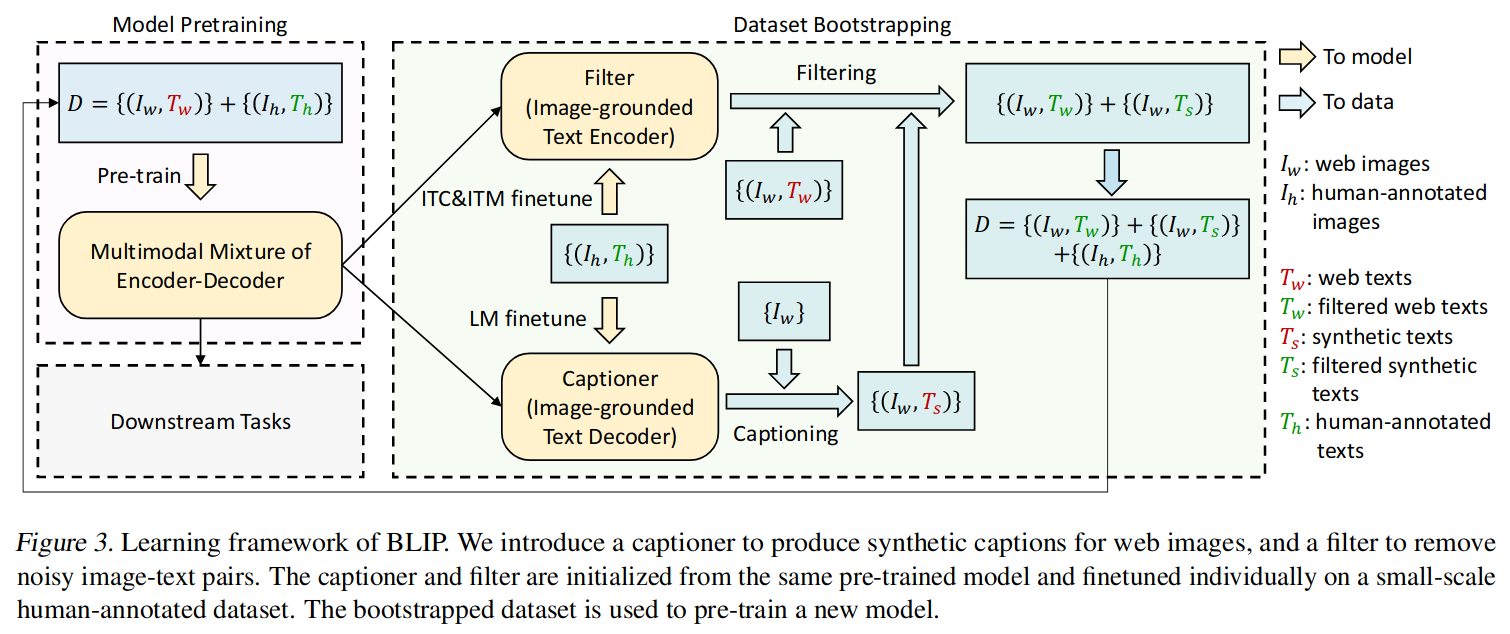 Model Pretraining
Dataset Bootstrapping
D = {(I_w, T_w)} + {(I_h, T_h)}
Pre-train
Multimodal Mixture of
Encoder-Decoder
Downstream Tasks
Filter
(Image-grounded
Text Encoder)
ITC&ITM finetune
{(I_h, T_h)}
LM finetune
Captioner
(Image-grounded
Text Decoder)
Filtering
{(I_w, T_w)}
{I_w}
Captioning
{(I_w, T_s)}
{(I_w, T_w)} + {(I_w, T_s)}
D = {(I_w, T_w)} + {(I_w, T_s)}
+{(I_h, T_h)}
To model
To data
I_w: web images
I_h: human-annotated
images
T_w: web texts
T_w: filtered web texts
T_s: synthetic texts
T_s: filtered synthetic
texts
T_h: human-annotated
texts
Figure 3. Learning framework of BLIP. We introduce a captioner to produce synthetic captions for web images, and a filter to remove
noisy image-text pairs. The captioner and filter are initialized from the same pre-trained model and finetuned individually on a small-scale
human-annotated dataset. The bootstrapped dataset is used to pre-train a new model.